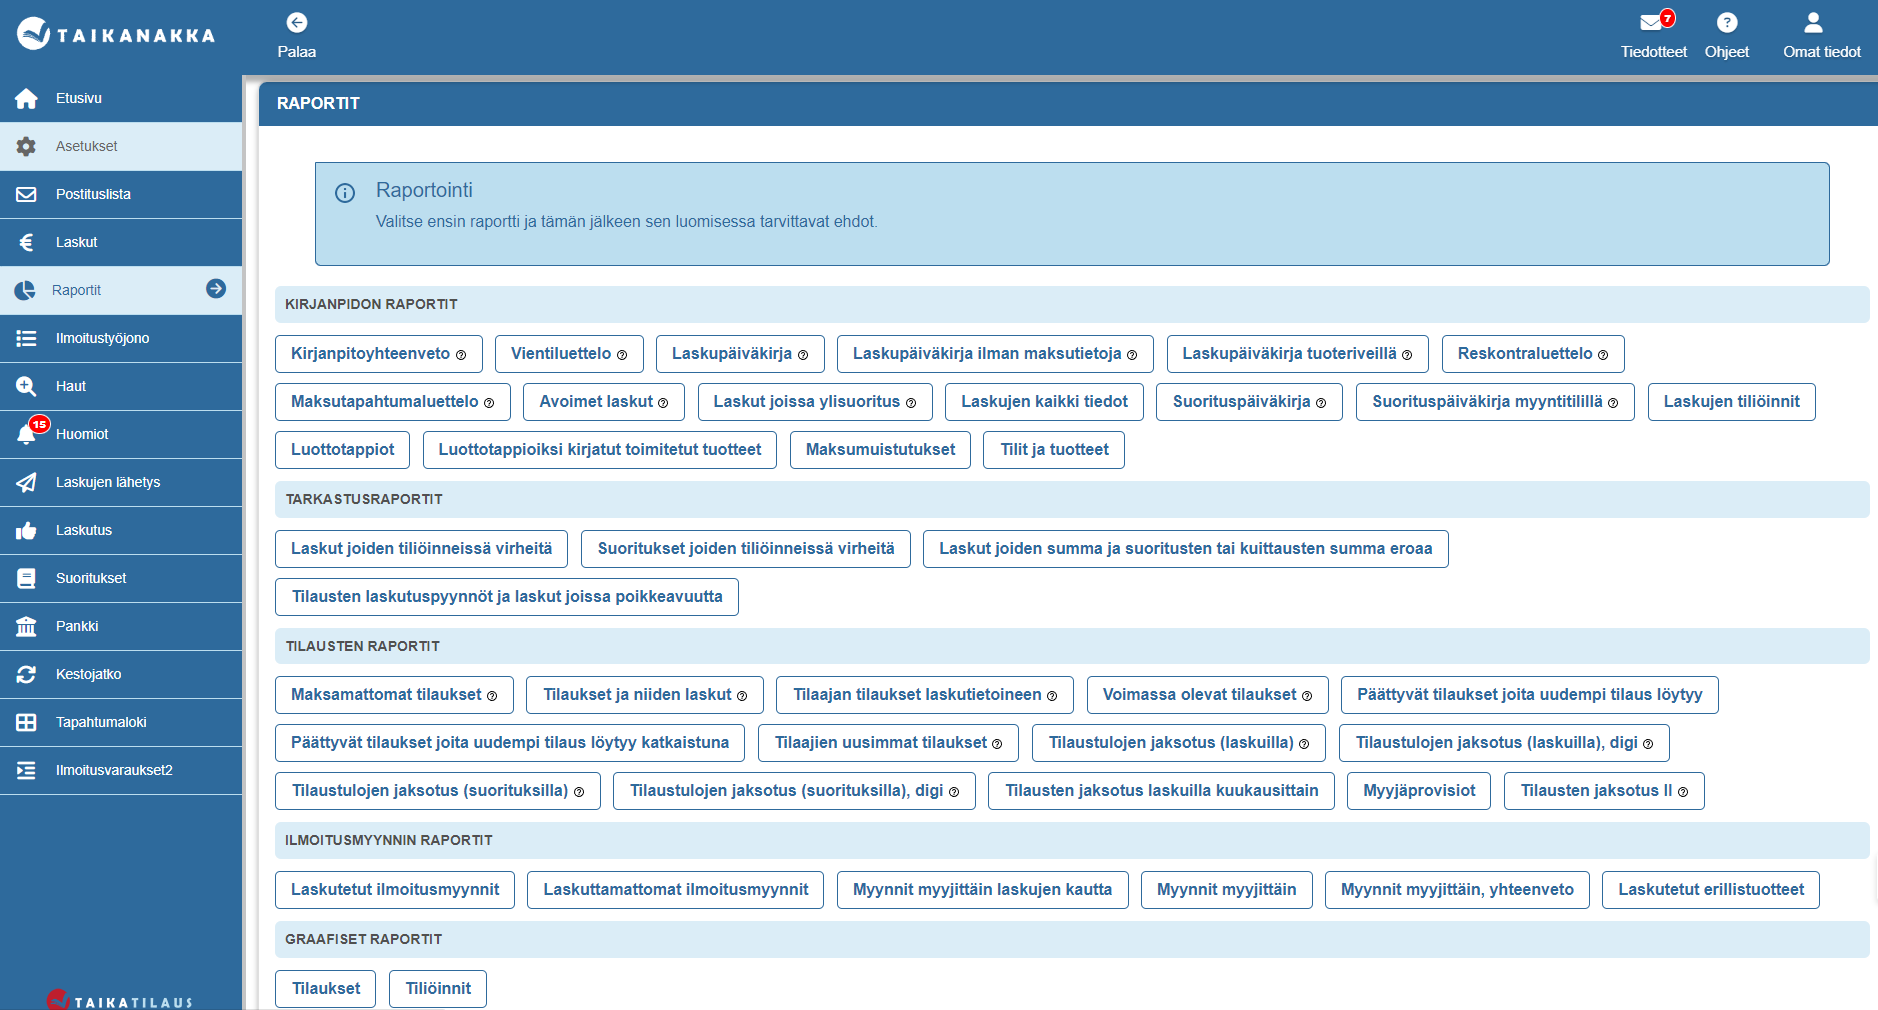 TAIKANAKKA
Palaa
7
Tiedotteet
Ohjeet
Omat tiedot
Etusivu
Asetukset
Postituslista
Laskut
Raportit
Ilmoitustyöjono
Haut
15
Huomiot
Laskujen lähetys
Laskutus
Suoritukset
Pankki
Kestojatko
Tapahtumaloki
Ilmoitusvaraukset2
TAIKATILAUS
RAPORTIT
Raportointi
Valitse ensin raportti ja tämän jälkeen sen luomisessa tarvittavat ehdot.
KIRJANPIDON RAPORTIT
Kirjanpitoyhteenveto Vientiluettelo Laskupäiväkirja Laskupäiväkirja ilman maksutietoja Laskupäiväkirja tuoteriveillä Reskontraluettelo
Maksutapahtumaluettelo Avoimet laskut Laskut joissa ylisuoritus Laskujen kaikki tiedot Suorituspäiväkirja Suorituspäiväkirja myyntitilillä Laskujen tiliöinnit
Luottotappiot Luottotappioiksi kirjatut toimitetut tuotteet Maksumuistutukset Tilit ja tuotteet
TARKASTUSRAPORTIT
Laskut joiden tiliöinneissä virheitä Suoritukset joiden tiliöinneissä virheitä Laskut joiden summa ja suoritusten tai kuittausten summa eroaa
Tilausten laskutuspyynnöt ja laskut joissa poikkeavuutta
TILAUSTEN RAPORTIT
Maksamattomat tilaukset Tilaukset ja niiden laskut Tilaajan tilaukset laskutietoineen Voimassa olevat tilaukset Päättyvät tilaukset joita uudempi tilaus löytyy
Päättyvät tilaukset joita uudempi tilaus löytyy katkaistuna Tilaajien uusimmat tilaukset Tilaustulojen jaksotus (laskuilla) Tilaustulojen jaksotus (laskuilla), digi
Tilaustulojen jaksotus (suorituksilla) Tilaustulojen jaksotus (suorituksilla), digi Tilausten jaksotus laskuilla kuukausittain Myyjäprovisiot Tilausten jaksotus II
ILMOITUSMYYNNIN RAPORTIT
Laskutetut ilmoitusmyynnit Laskuttamattomat ilmoitusmyynnit Myynnit myyjittäin laskujen kautta Myynnit myyjittäin Myynnit myyjittäin, yhteenveto Laskutetut erillistuotteet
GRAAFISET RAPORTIT
Tilaukset Tiliöinnit